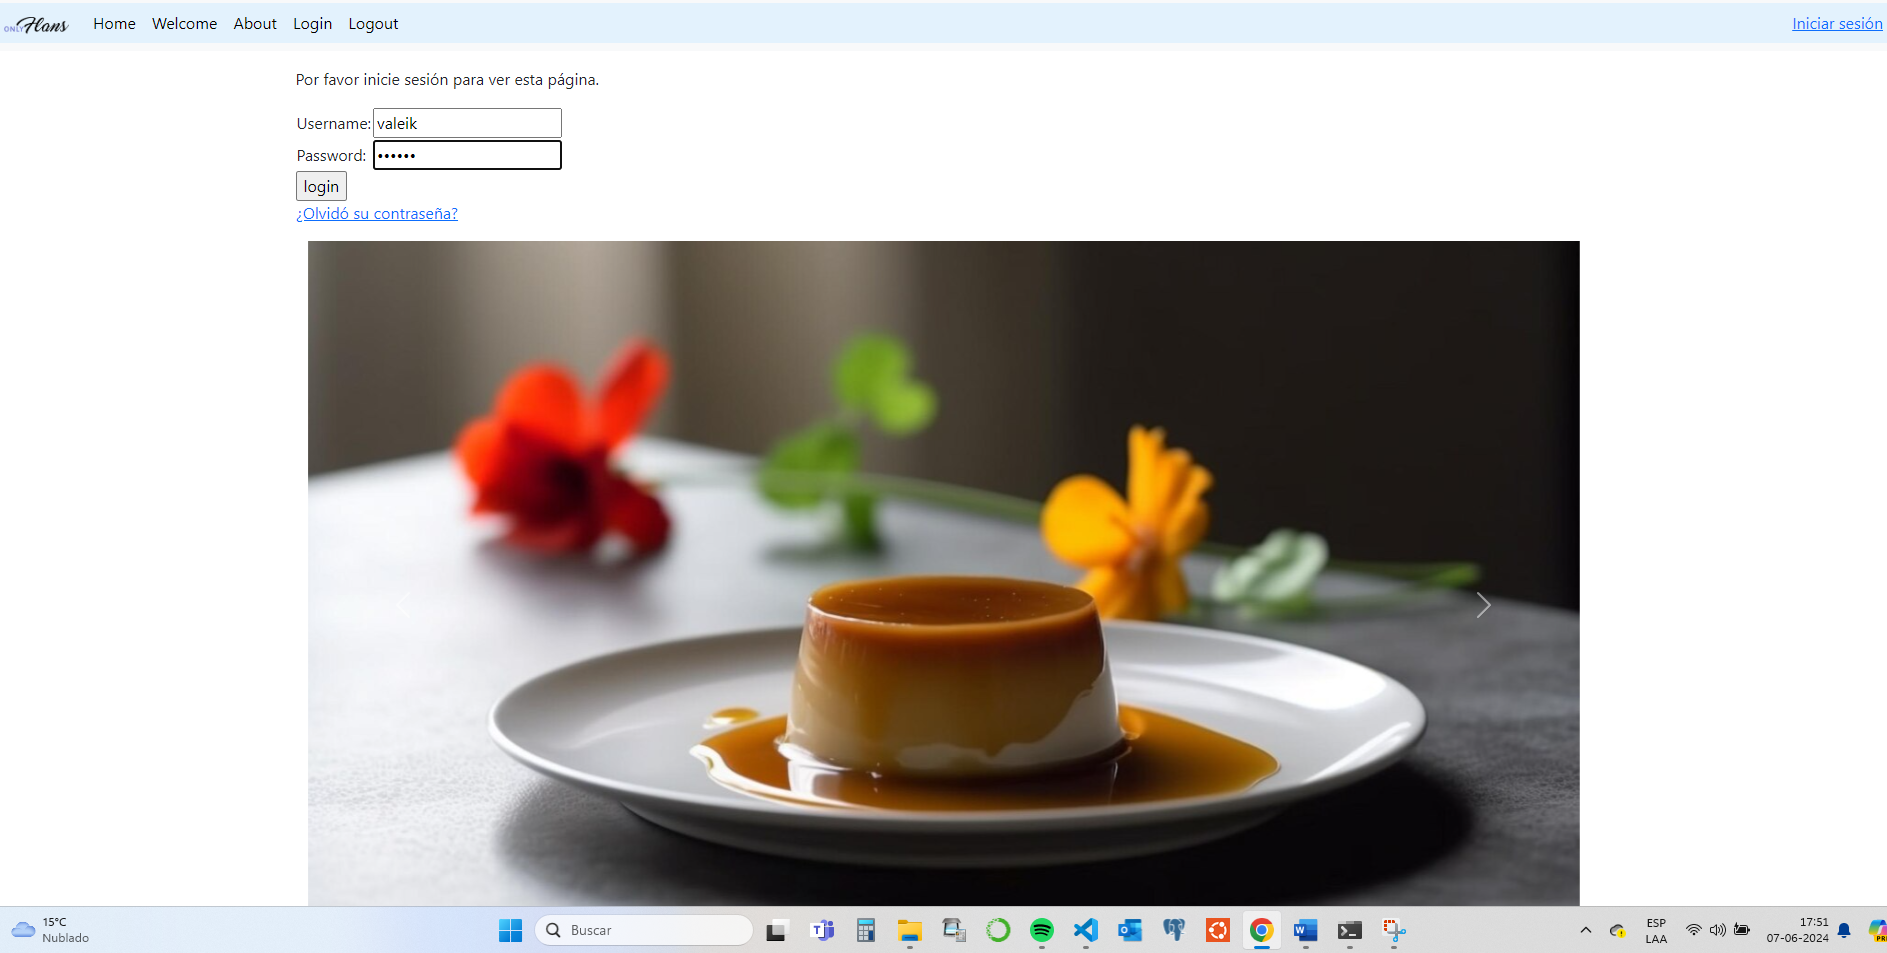 ONLY Flans Home Welcome About Login Logout Iniciar sesión
Por favor inicie sesión para ver esta página.
Username: valeik
Password: ••••••
login
¿Olvidó su contraseña?
15°C
Nublado
Buscar
ESP
LAA
17:51
07-06-2024